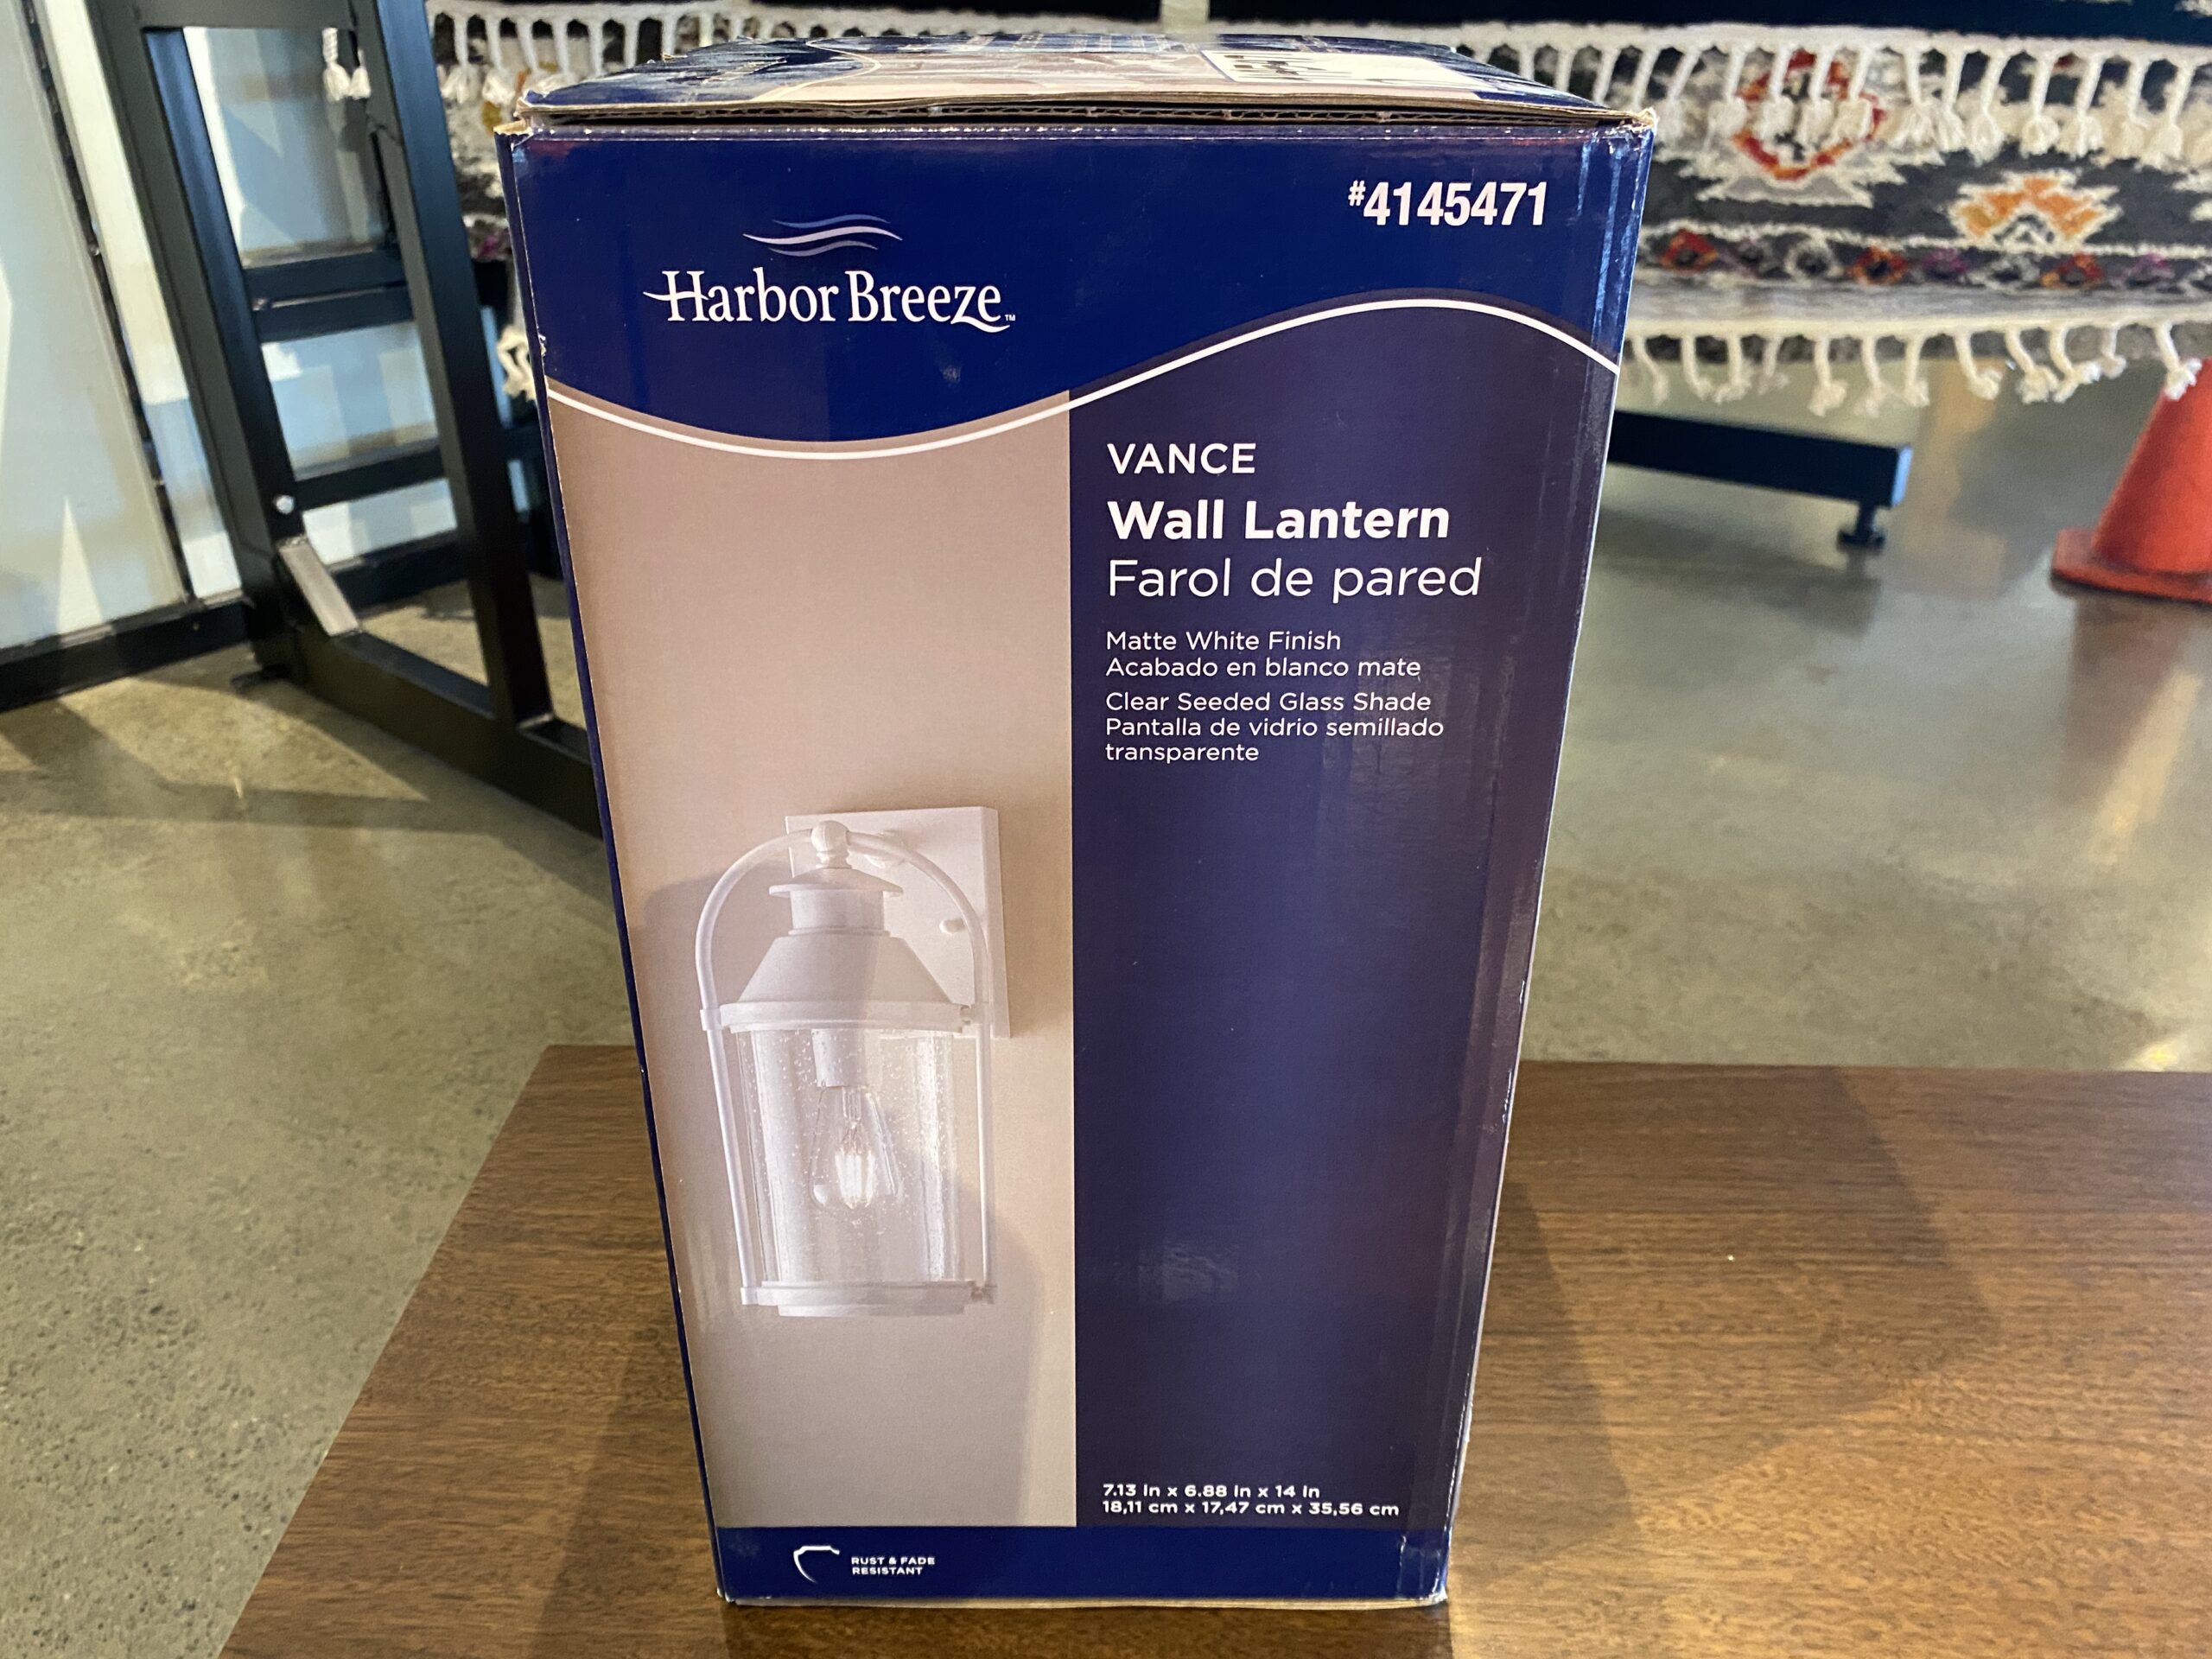 #4145471
Harbor Breeze™
VANCE
Wall Lantern
Farol de pared
Matte White Finish
Acabado en blanco mate
Clear Seeded Glass Shade
Pantalla de vidrio semillado
transparente
7.13 in x 6.88 in x 14 in
18,11 cm x 17,47 cm x 35,56 cm
RUST & FADE
RESISTANT